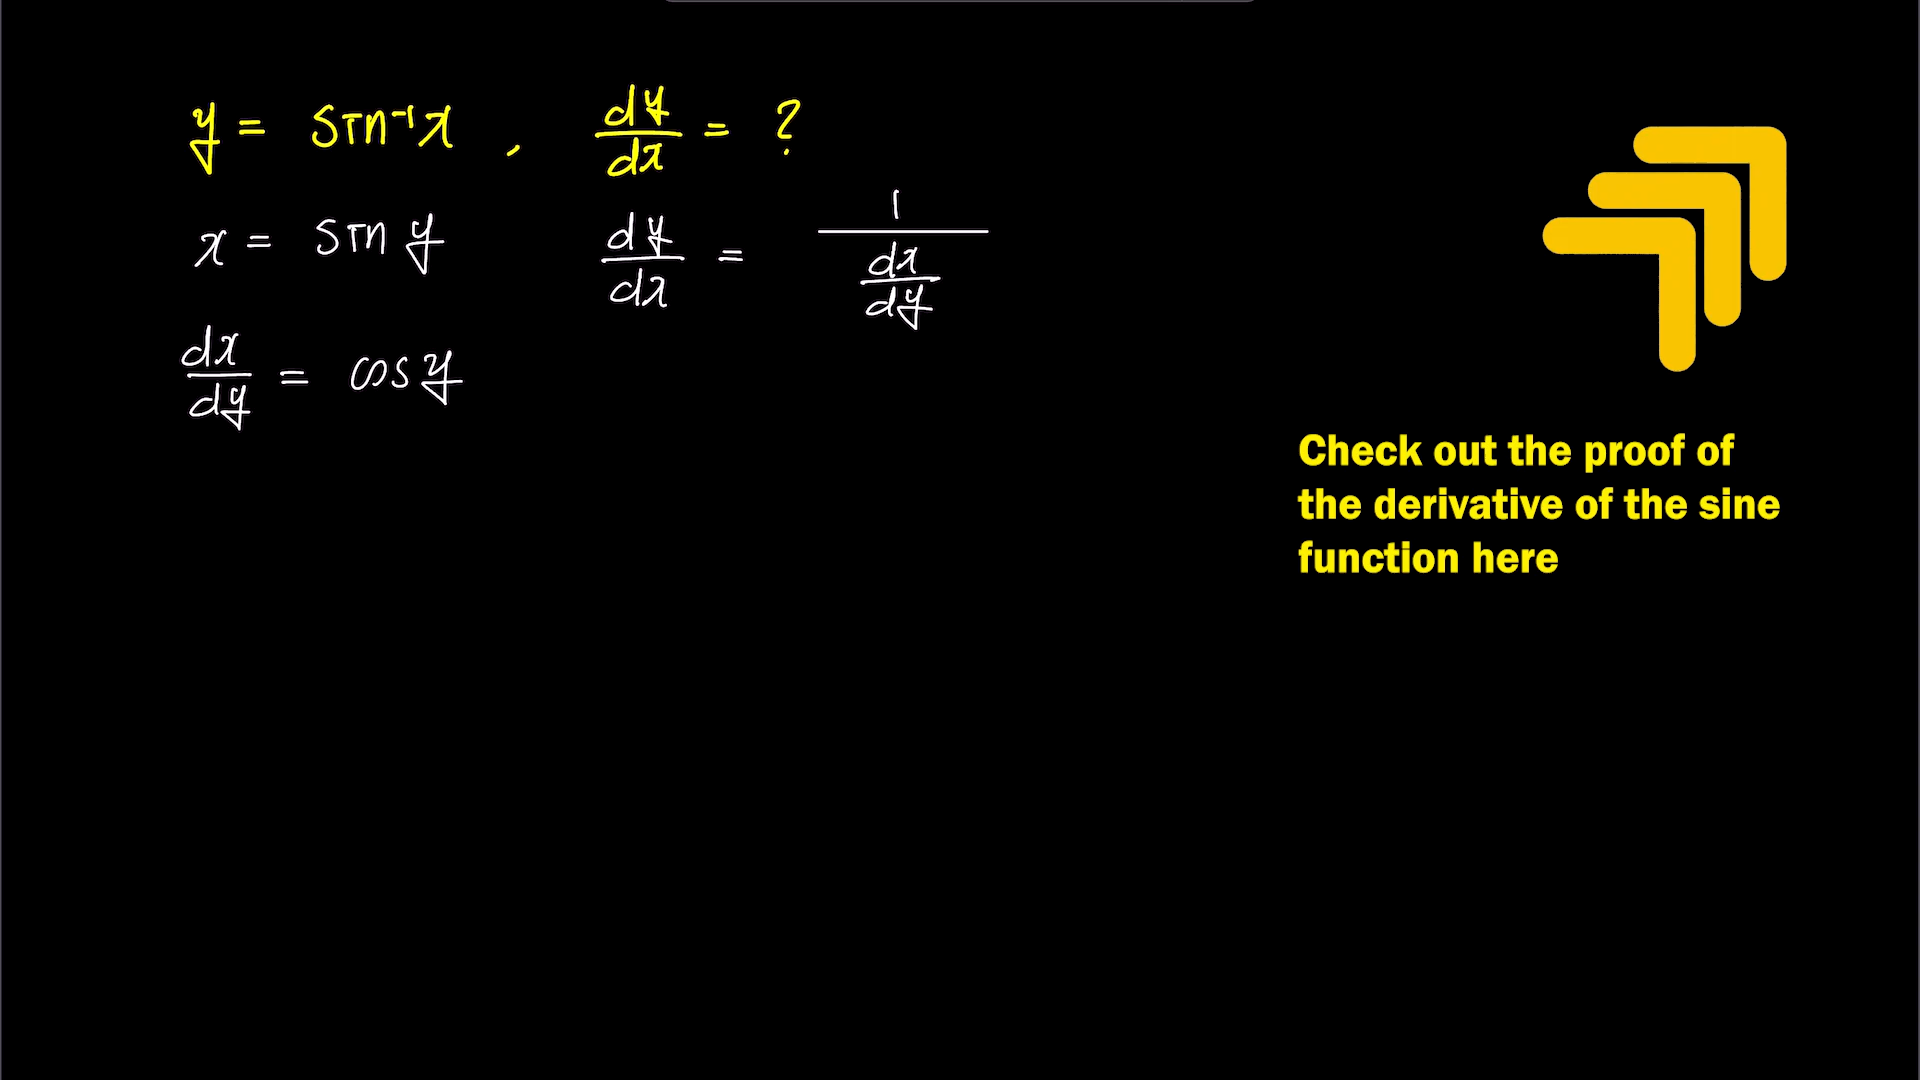 y = sin⁻¹x , dy/dx = ?
x = sin y   dy/dx = 1/(dx/dy)
dx/dy = cos y
Check out the proof of
the derivative of the sine
function here